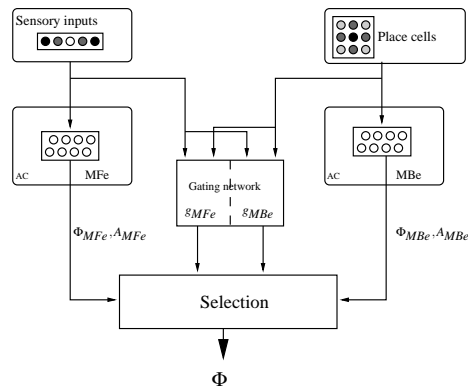 Sensory inputs
Place cells
AC
MFe
AC
MBe
Gating network
gMFe
gMBe
ΦMFe,AMFe
ΦMBe,AMBe
Selection
Φ